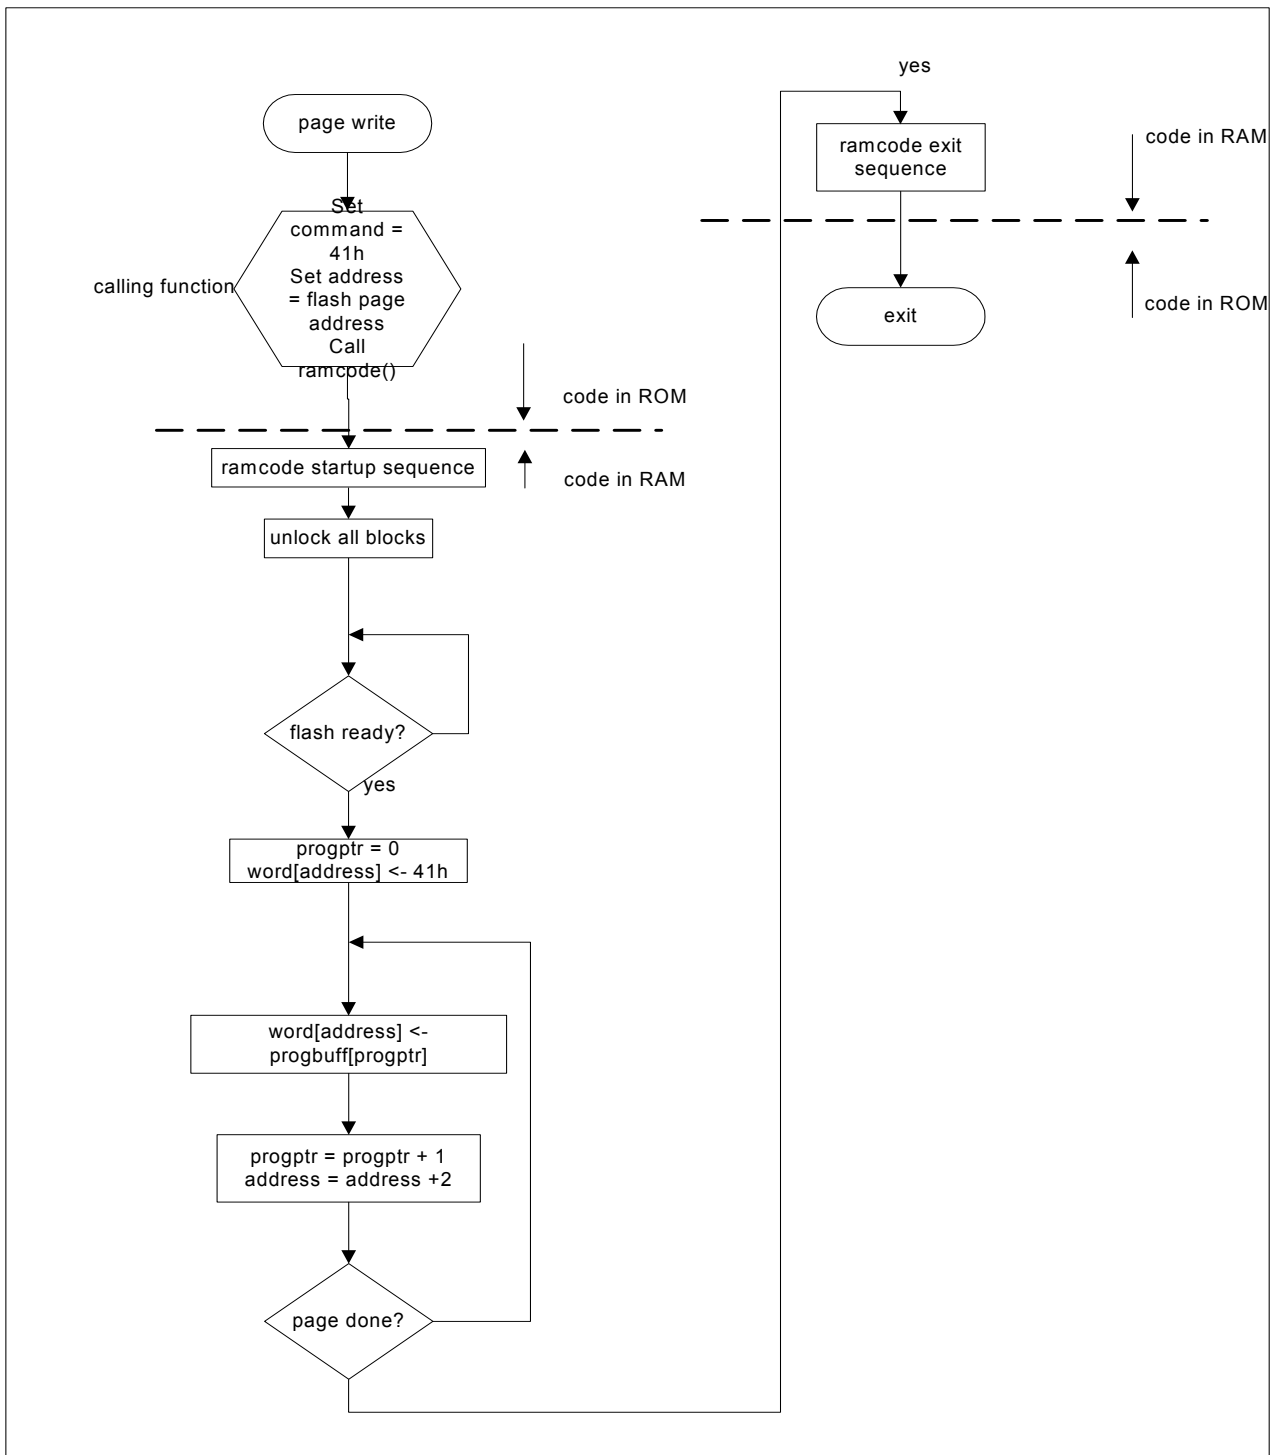 page write
Set
command =
41h
Set address
= flash page
address
Call
ramcode()
calling function
code in ROM
code in RAM
ramcode startup sequence
unlock all blocks
flash ready?
yes
progptr = 0
word[address] <- 41h
word[address] <-
progbuff[progptr]
progptr = progptr + 1
address = address +2
page done?
yes
ramcode exit
sequence
code in RAM
code in ROM
exit